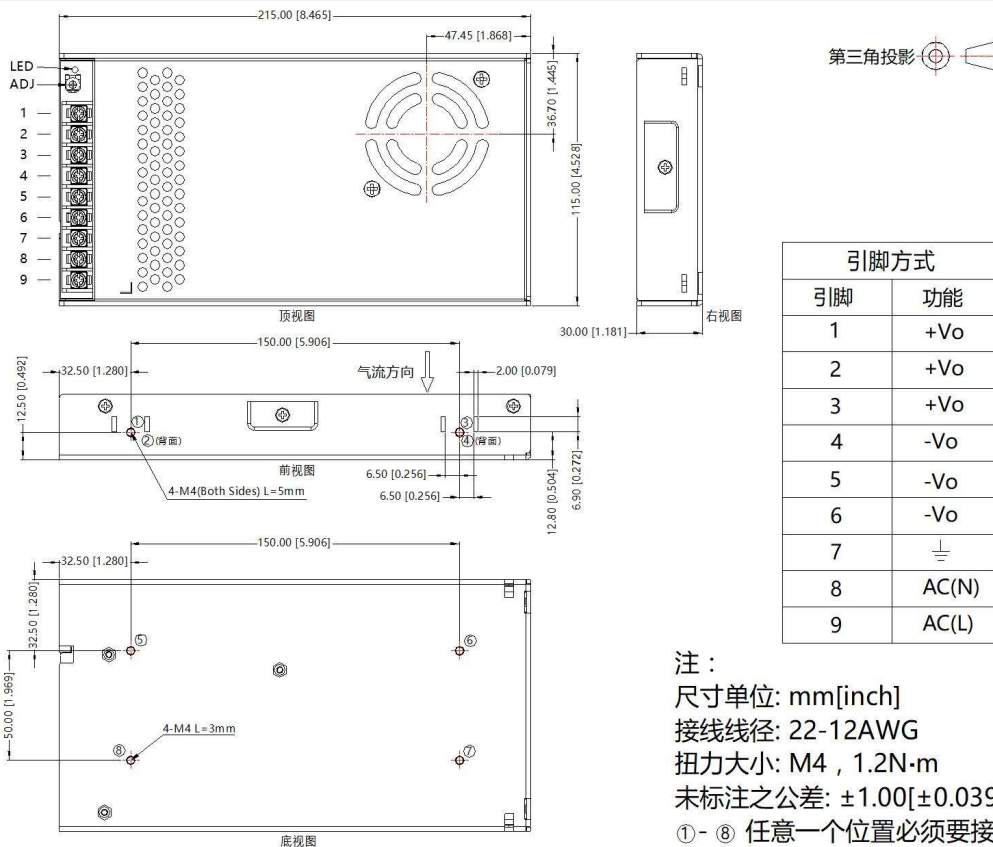 215.00 [8.465]
47.45 [1.868]
36.70 [1.445]
115.00 [4.528]
LED
ADJ
1
2
3
4
5
6
7
8
9
顶视图
第三角投影
30.00 [1.181]
右视图
150.00 [5.906]
32.50 [1.280]
气流方向
2.00 [0.079]
12.50 [0.492]
①
②(背面)
③
④(背面)
前视图
6.50 [0.256]
6.50 [0.256]
12.80 [0.504]
6.90 [0.272]
4-M4(Both Sides) L=5mm
150.00 [5.906]
32.50 [1.280]
32.50 [1.280]
50.00 [1.969]
⑤
⑥
⑦
⑧
4-M4 L=3mm
底视图
引脚方式
引脚 功能
1 +Vo
2 +Vo
3 +Vo
4 -Vo
5 -Vo
6 -Vo
7 ⏚
8 AC(N)
9 AC(L)
注：
尺寸单位: mm[inch]
接线线径: 22-12AWG
扭力大小: M4，1.2N·m
未标注之公差: ±1.00[±0.039
①- ⑧ 任意一个位置必须要接